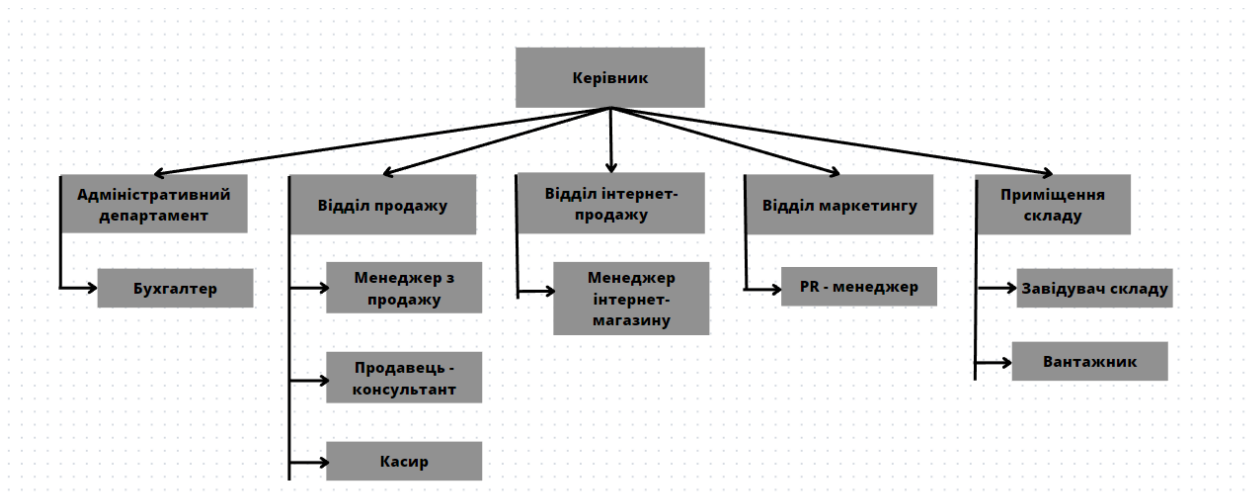 Керівник
Адміністративний
департамент
Бухгалтер
Відділ продажу
Менеджер з
продажу
Продавець -
консультант
Касир
Відділ інтернет-
продажу
Менеджер
інтернет-
магазину
Відділ маркетингу
PR - менеджер
Приміщення
складу
Завідувач складу
Вантажник